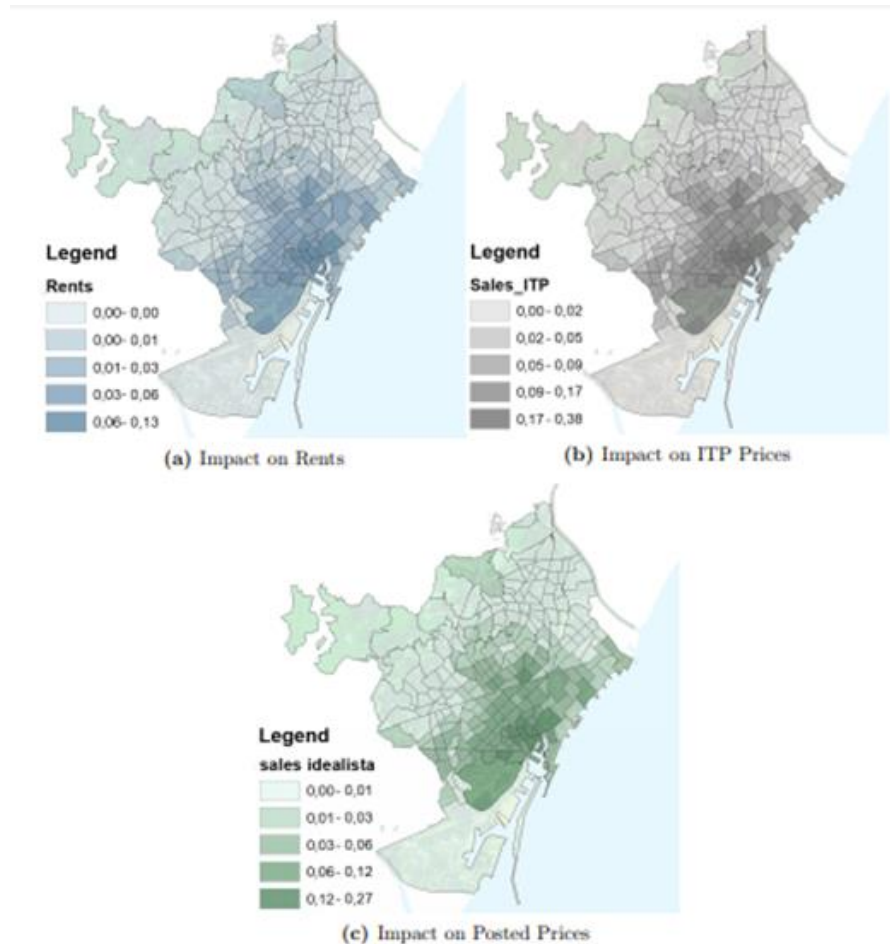 Legend
Rents
0,00- 0,00
0,00- 0,01
0,01- 0,03
0,03- 0,06
0,06- 0,13
(a) Impact on Rents
Legend
Sales_ITP
0,00- 0,02
0,02- 0,05
0,05- 0,09
0,09- 0,17
0,17- 0,38
(b) Impact on ITP Prices
Legend
sales idealista
0,00- 0,01
0,01- 0,03
0,03- 0,06
0,06- 0,12
0,12- 0,27
(c) Impact on Posted Prices